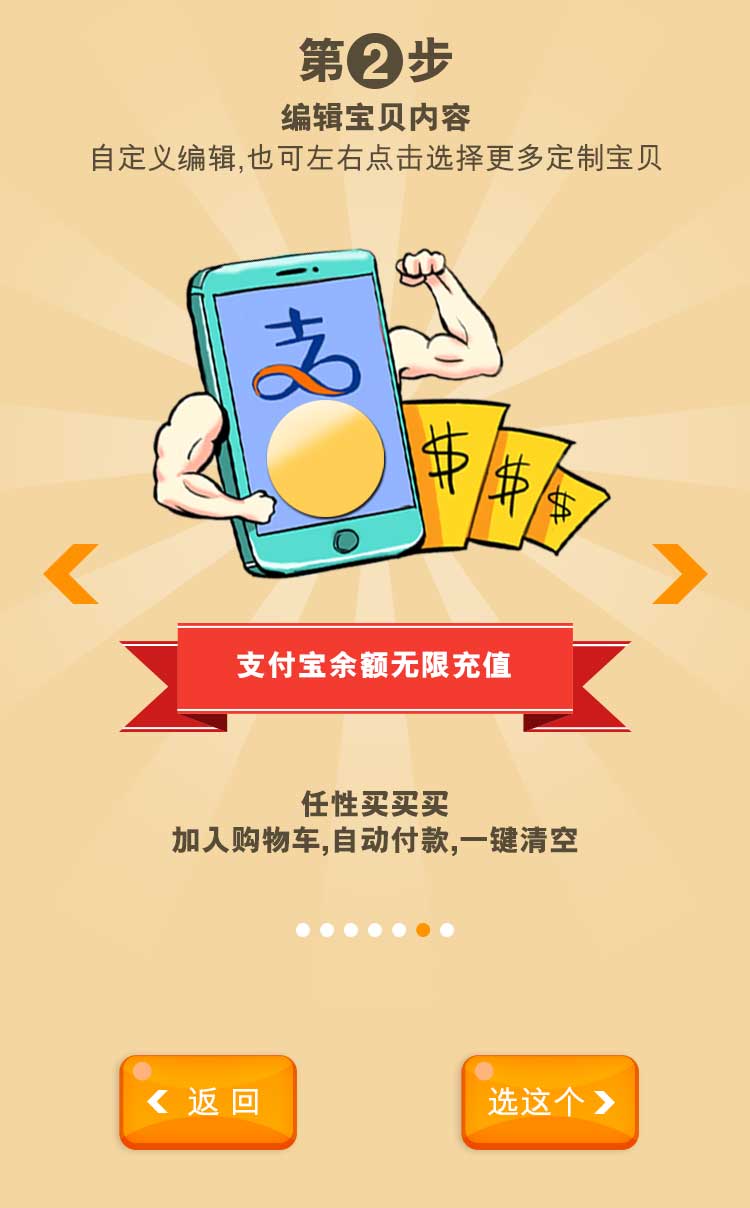 第2步
编辑宝贝内容
自定义编辑,也可左右点击选择更多定制宝贝
支
$ $ $
支付宝余额无限充值
任性买买买
加入购物车,自动付款,一键清空
返回
选这个